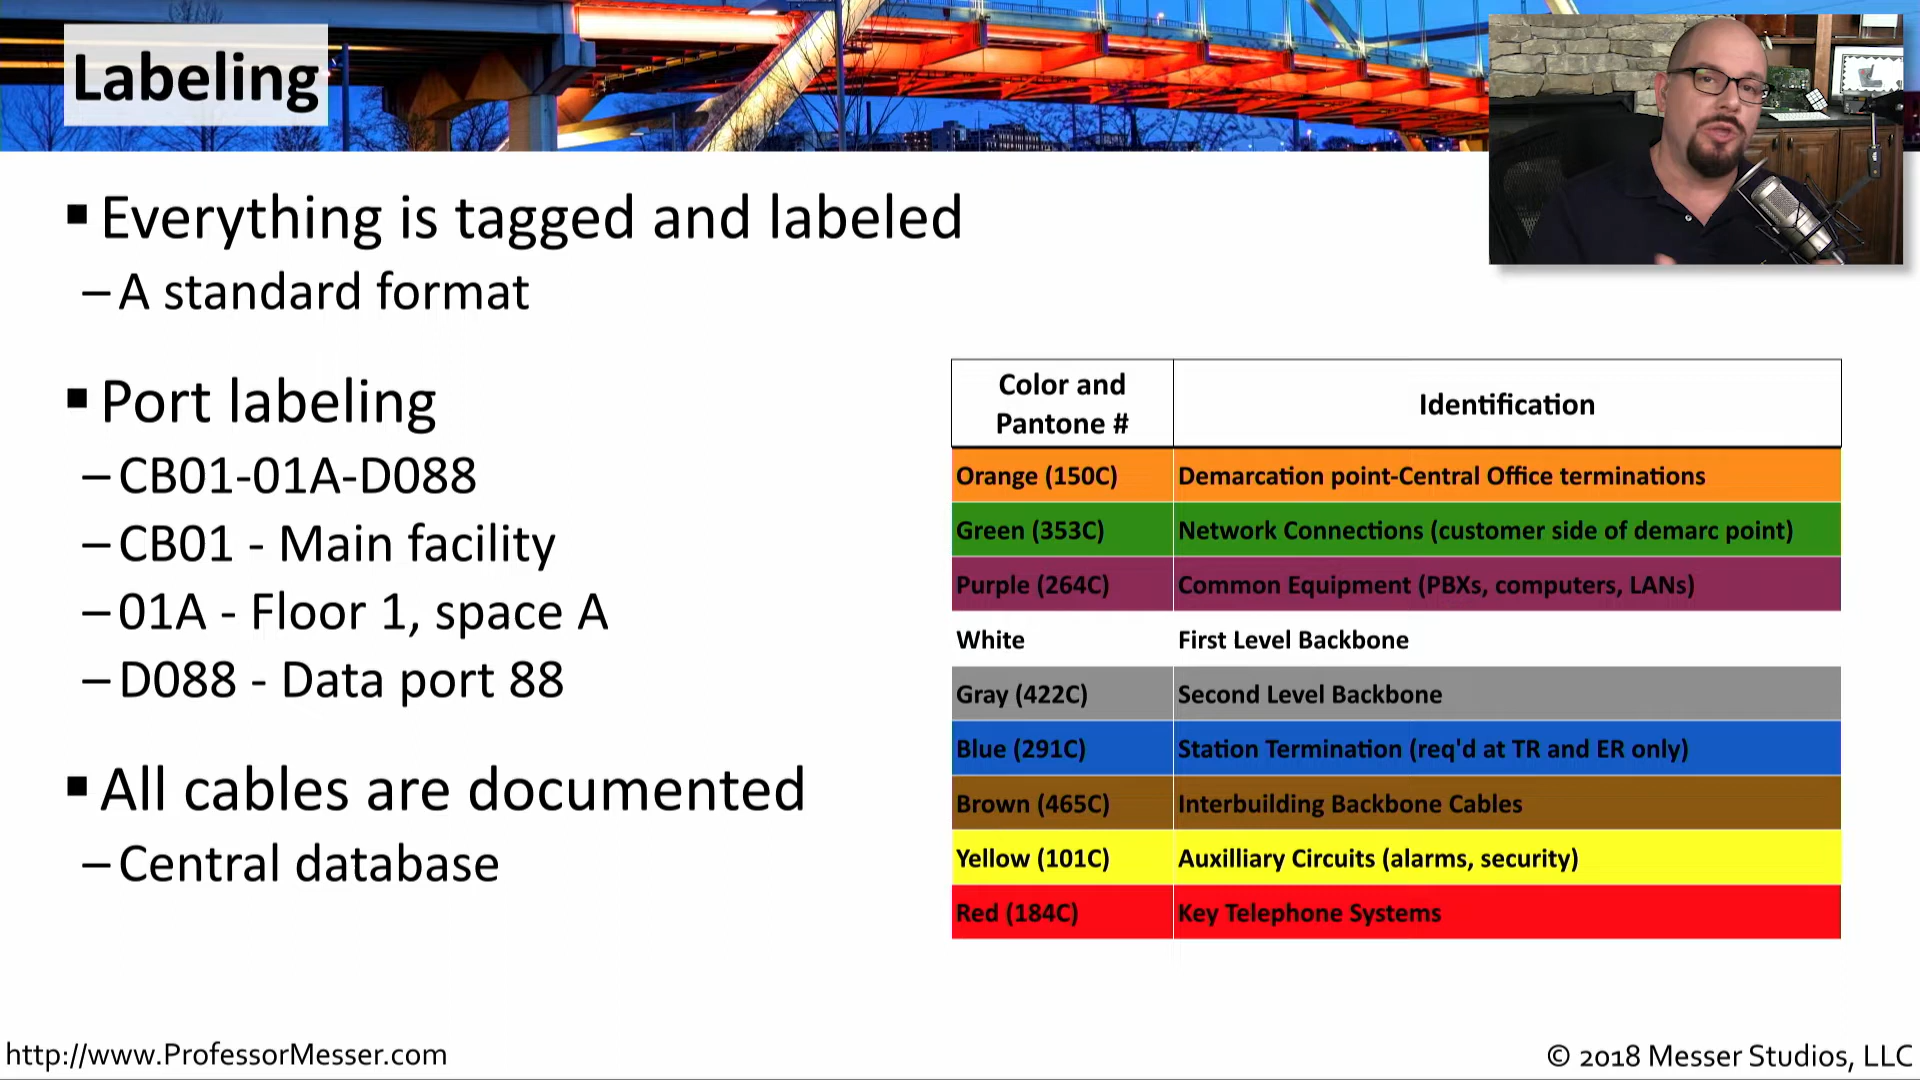 Labeling
▪ Everything is tagged and labeled
– A standard format
▪ Port labeling
– CB01-01A-D088
– CB01 - Main facility
– 01A - Floor 1, space A
– D088 - Data port 88
▪ All cables are documented
– Central database
Color and Pantone # Identification
Orange (150C) Demarcation point-Central Office terminations
Green (353C) Network Connections (customer side of demarc point)
Purple (264C) Common Equipment (PBXs, computers, LANs)
White First Level Backbone
Gray (422C) Second Level Backbone
Blue (291C) Station Termination (req'd at TR and ER only)
Brown (465C) Interbuilding Backbone Cables
Yellow (101C) Auxilliary Circuits (alarms, security)
Red (184C) Key Telephone Systems
http://www.ProfessorMesser.com
© 2018 Messer Studios, LLC